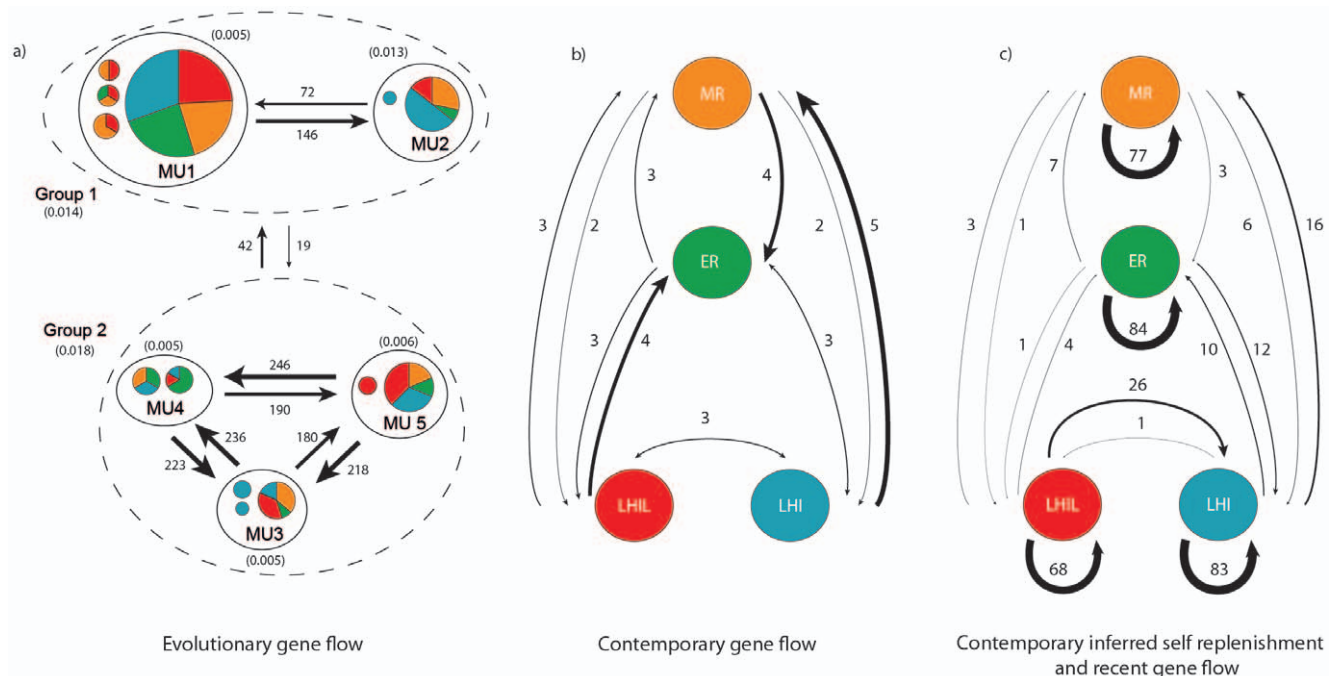 a)
(0.005)
(0.013)
72
146
MU1
MU2
Group 1
(0.014)
42
19
Group 2
(0.018)
(0.005)
(0.006)
246
190
MU4
MU 5
236
180
223
218
MU3
(0.005)
Evolutionary gene flow
b)
MR
3
2
3
4
2
5
ER
3
4
3
3
LHIL
LHI
Contemporary gene flow
c)
MR
77
7
3
3
1
6
16
ER
84
1
4
10
12
26
1
LHIL
LHI
68
83
Contemporary inferred self replenishment
and recent gene flow